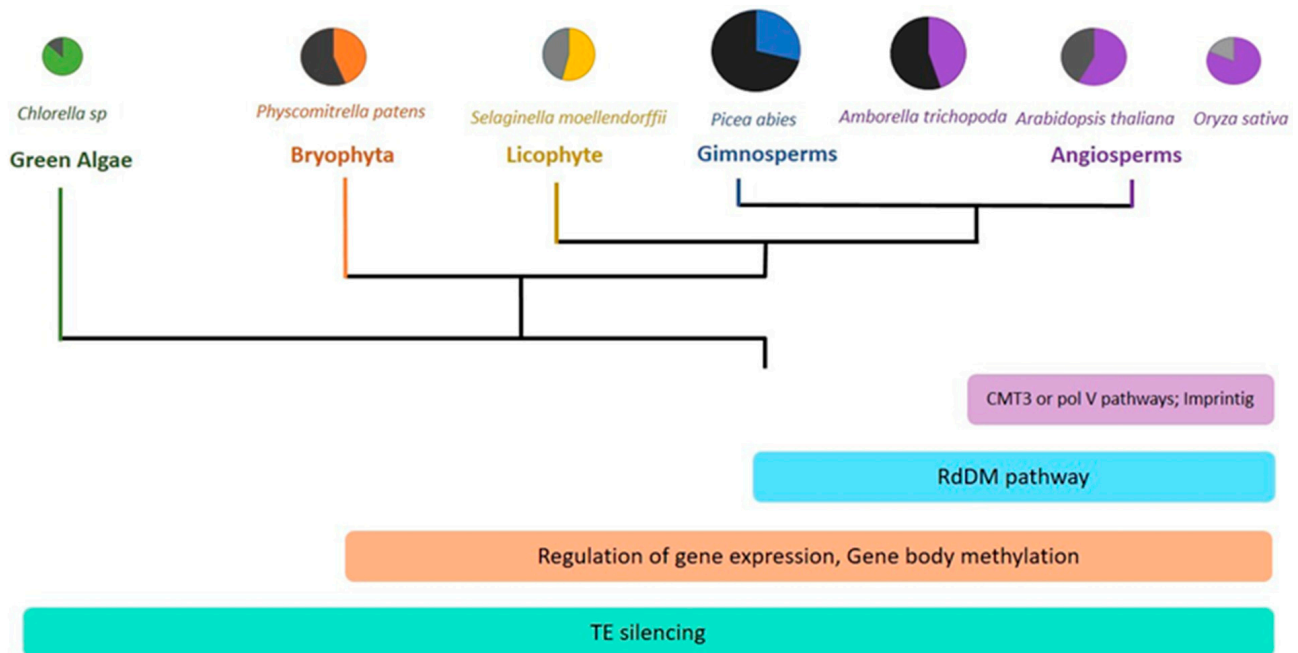 Chlorella sp
Physcomitrella patens
Selaginella moellendorffii
Picea abies
Amborella trichopoda
Arabidopsis thaliana
Oryza sativa
Green Algae
Bryophyta
Licophyte
Gimnosperms
Angiosperms
CMT3 or pol V pathways; Imprintig
RdDM pathway
Regulation of gene expression, Gene body methylation
TE silencing